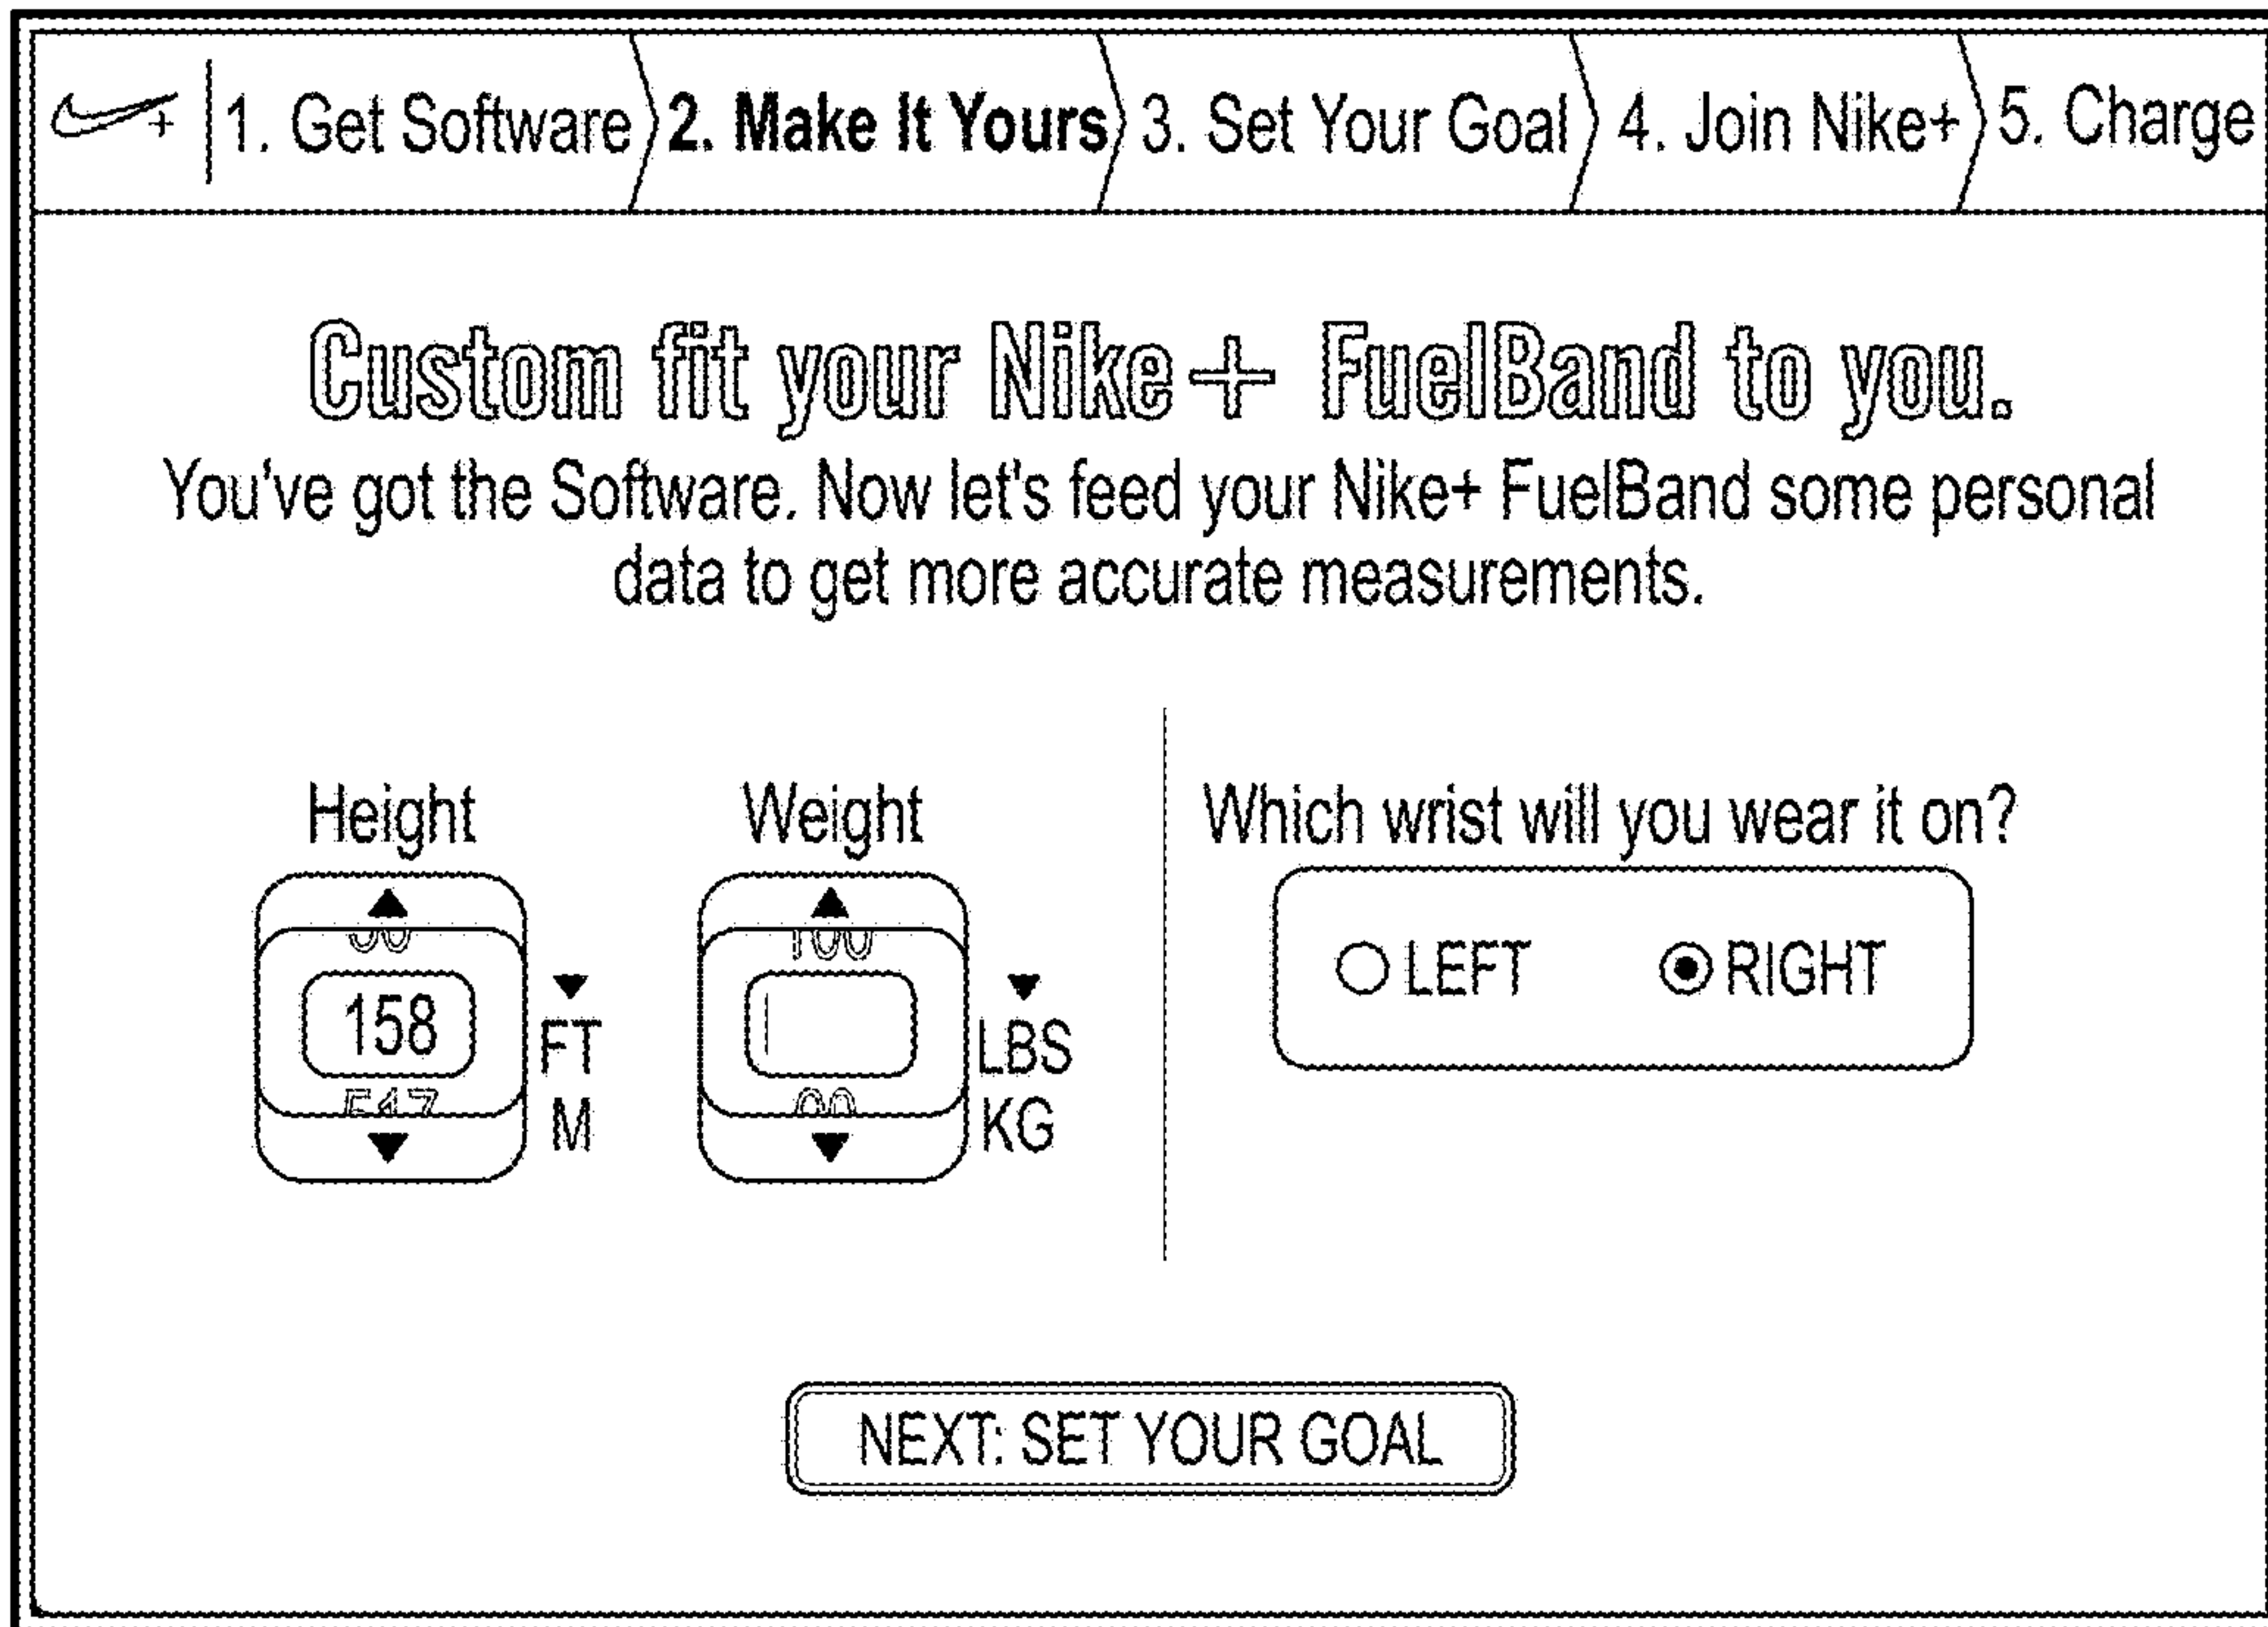 1. Get Software 2. Make It Yours 3. Set Your Goal 4. Join Nike+ 5. Charge
Custom fit your Nike+ FuelBand to you.
You've got the Software. Now let's feed your Nike+ FuelBand some personal
data to get more accurate measurements.
Height Weight Which wrist will you wear it on?
100
LEFT RIGHT
158 FT LBS
M KG
NEXT: SET YOUR GOAL